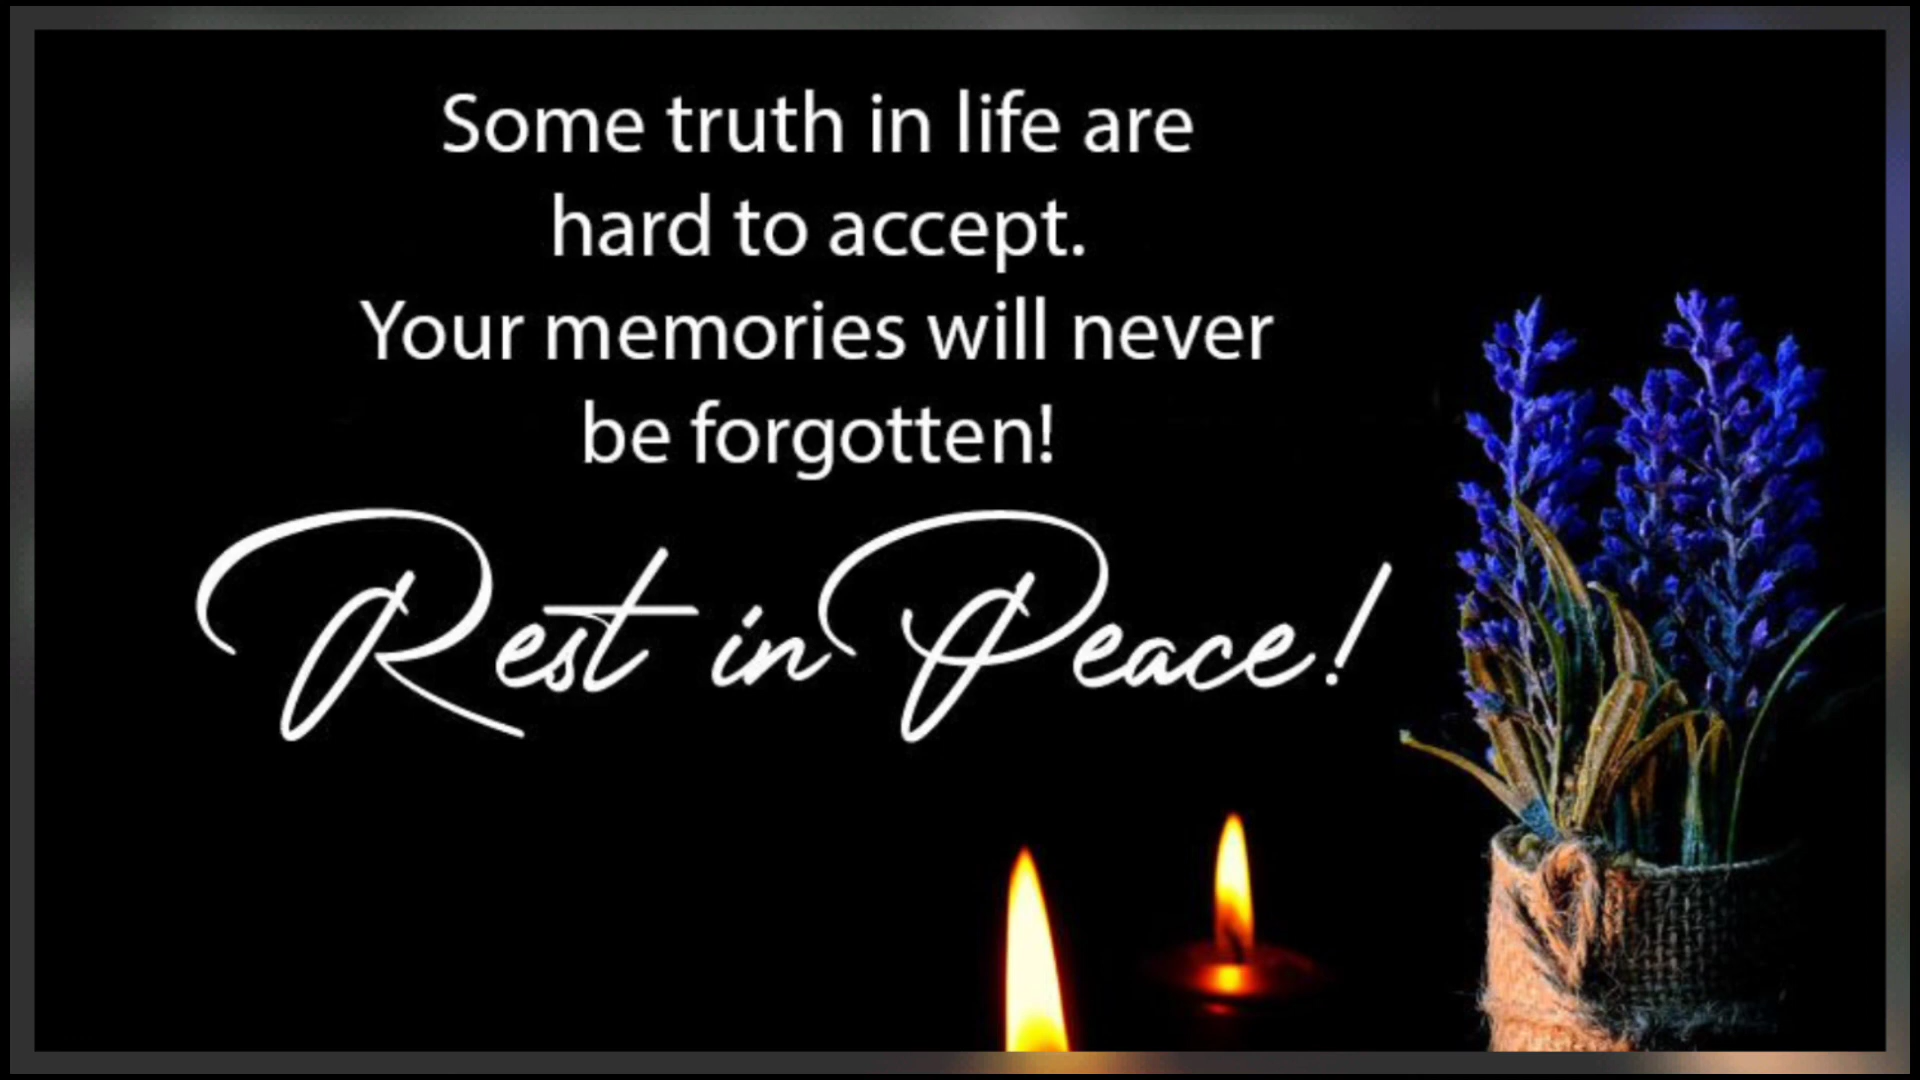 Some truth in life are
hard to accept.
Your memories will never
be forgotten!
Rest in Peace!